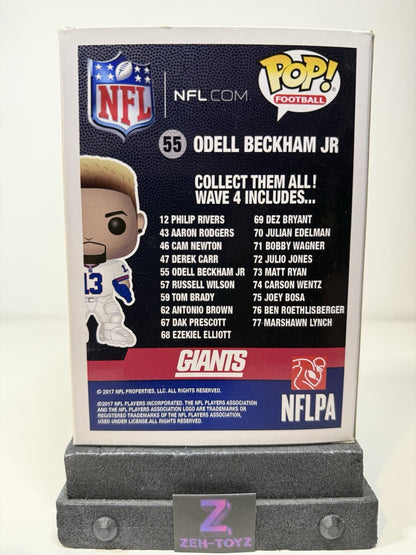 NFL
NFL.COM
POP!
FOOTBALL
55 ODELL BECKHAM JR
COLLECT THEM ALL!
WAVE 4 INCLUDES...
12 PHILIP RIVERS
43 AARON RODGERS
46 CAM NEWTON
47 DEREK CARR
55 ODELL BECKHAM JR
57 RUSSELL WILSON
59 TOM BRADY
62 ANTONIO BROWN
67 DAK PRESCOTT
68 EZEKIEL ELLIOTT
69 DEZ BRYANT
70 JULIAN EDELMAN
71 BOBBY WAGNER
72 JULIO JONES
73 MATT RYAN
74 CARSON WENTZ
75 JOEY BOSA
76 BEN ROETHLISBERGER
77 MARSHAWN LYNCH
13
13
GIANTS
© 2017 NFL PROPERTIES, LLC. ALL RIGHTS RESERVED.
©2017 NFL PLAYERS INCORPORATED. THE NFL PLAYERS ASSOCIATION
AND THE NFL PLAYERS ASSOCIATION LOGO ARE TRADEMARKS OR
REGISTERED TRADEMARKS OF THE NFL PLAYERS ASSOCIATION,
USED UNDER LICENSE.ALL RIGHTS RESERVED.
NFLPA
Z
ZEH-TOYZ